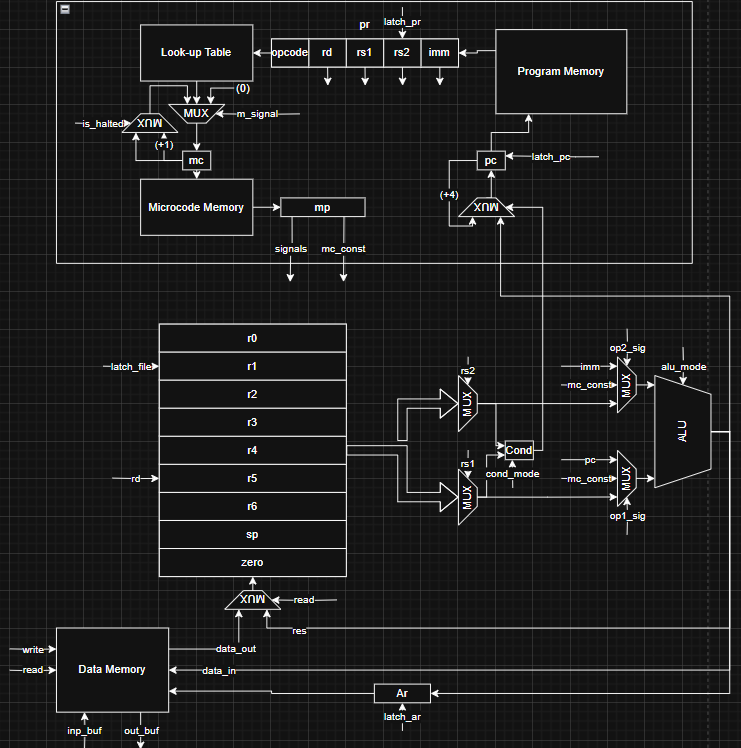 pr
latch_pr
Look-up Table
opcode
rd
rs1
rs2
imm
Program Memory
(0)
MUX
m_signal
is_halted
MUX
(+1)
mc
pc
latch_pc
Microcode Memory
mp
(+4)
MUX
signals
mc_const
r0
latch_file
r1
r2
r3
r4
rd
r5
r6
sp
zero
rs2
MUX
rs1
MUX
Cond
cond_mode
op2_sig
imm
mc_const
MUX
alu_mode
ALU
pc
mc_const
MUX
op1_sig
MUX
read
res
write
read
Data Memory
data_out
data_in
Ar
latch_ar
inp_buf
out_buf